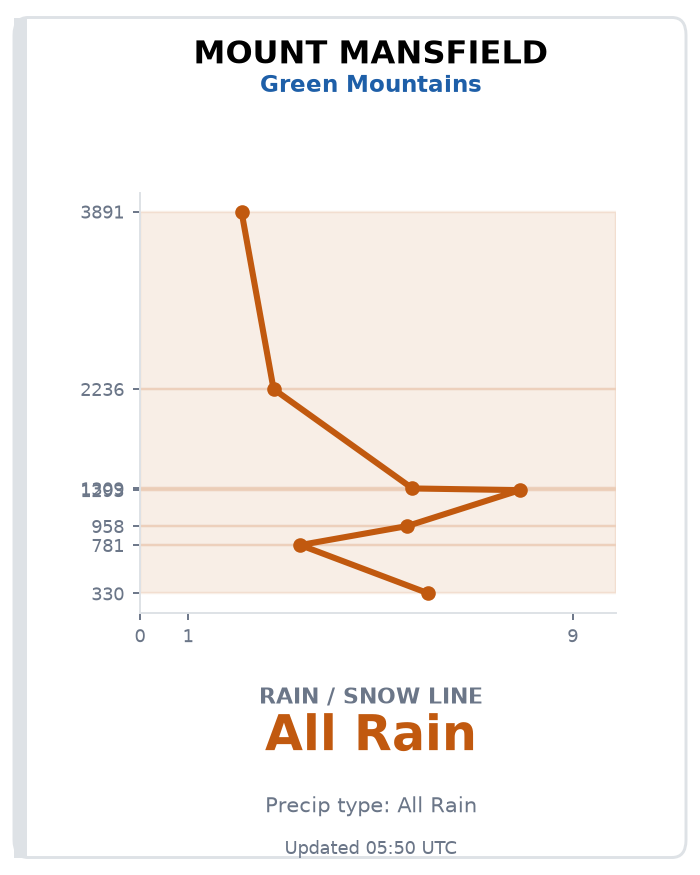 MOUNT MANSFIELD
Green Mountains
3891
2236
958
781
330
0 1 9
RAIN / SNOW LINE
All Rain
Precip type: All Rain
Updated 05:50 UTC